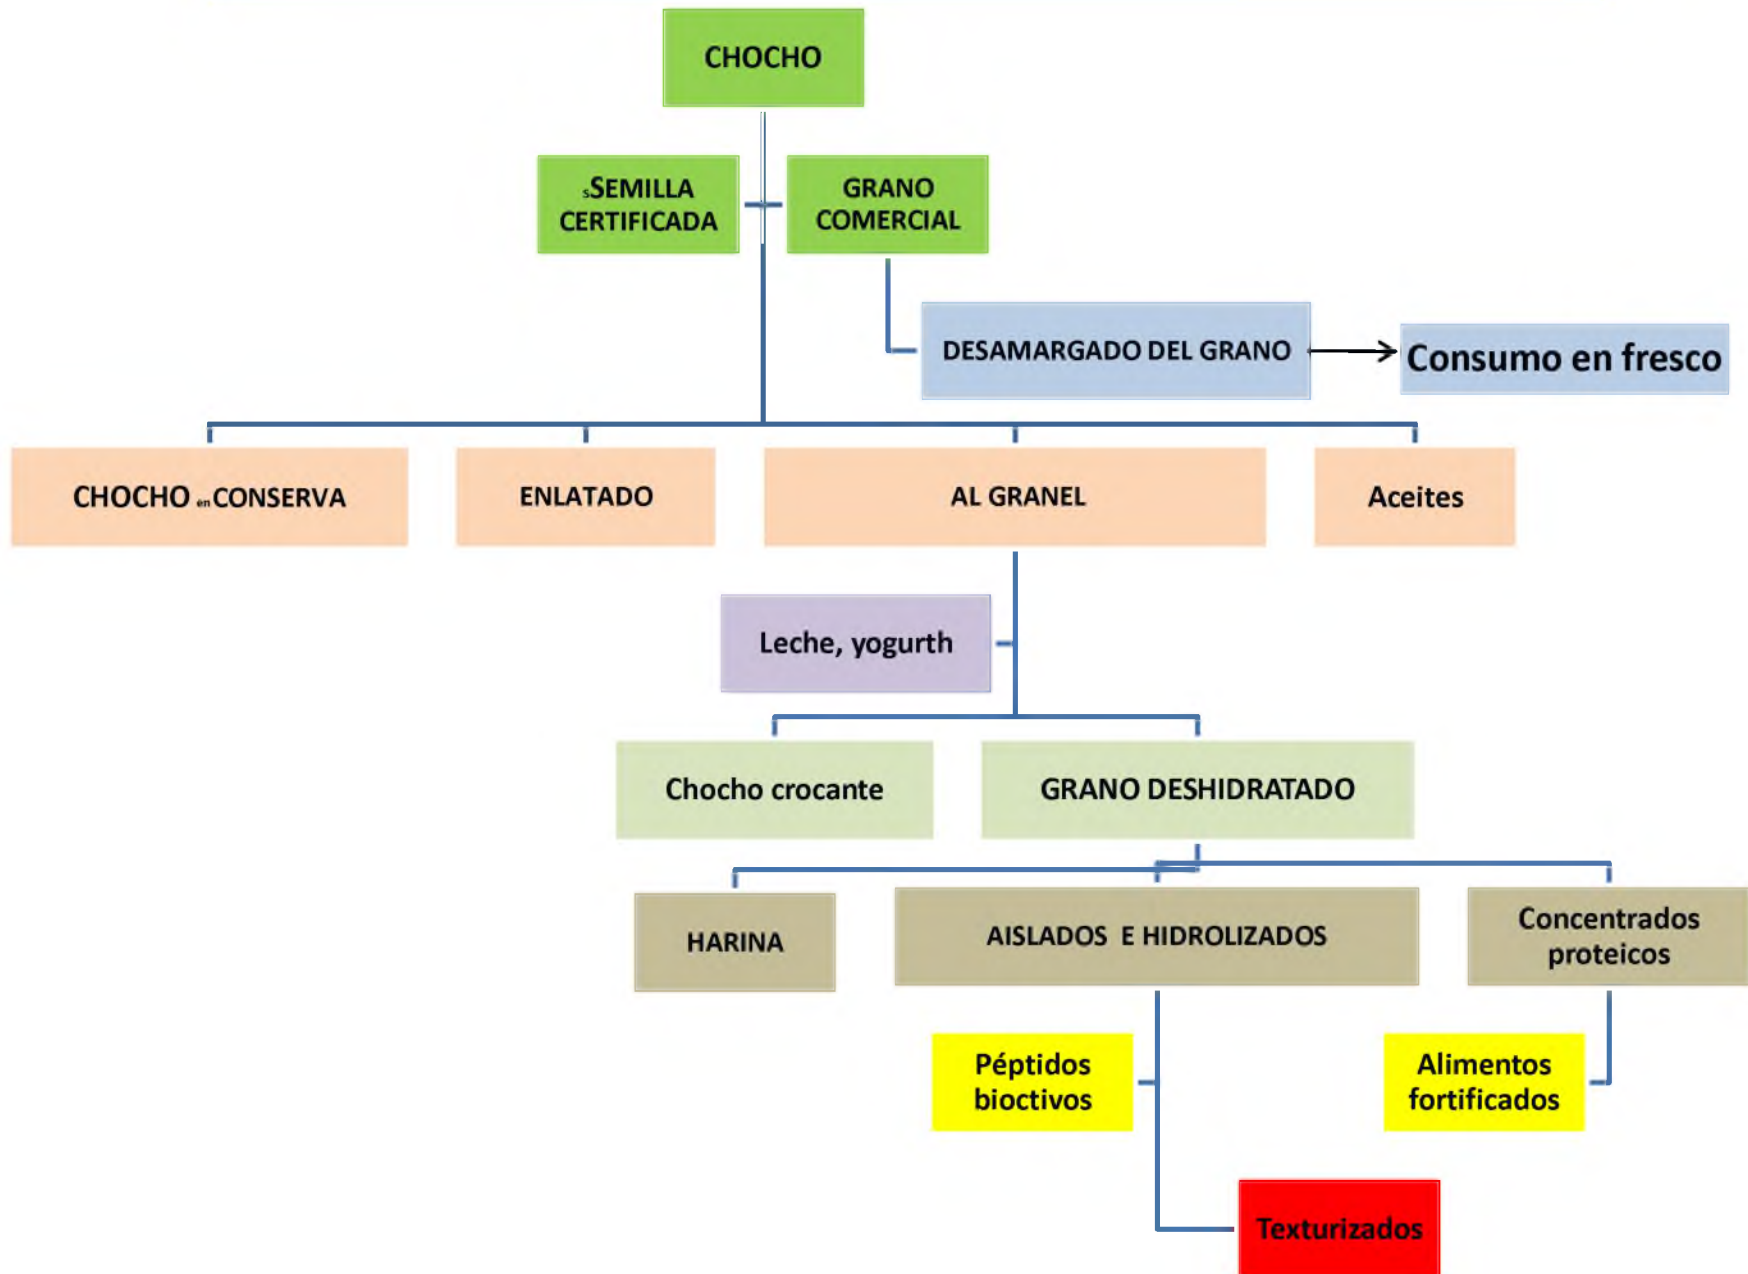 CHOCHO
sSEMILLA
CERTIFICADA
GRANO
COMERCIAL
DESAMARGADO DEL GRANO
Consumo en fresco
CHOCHO en CONSERVA
ENLATADO
AL GRANEL
Aceites
Leche, yogurth
Chocho crocante
GRANO DESHIDRATADO
HARINA
AISLADOS E HIDROLIZADOS
Concentrados
proteicos
Péptidos
bioctivos
Alimentos
fortificados
Texturizados